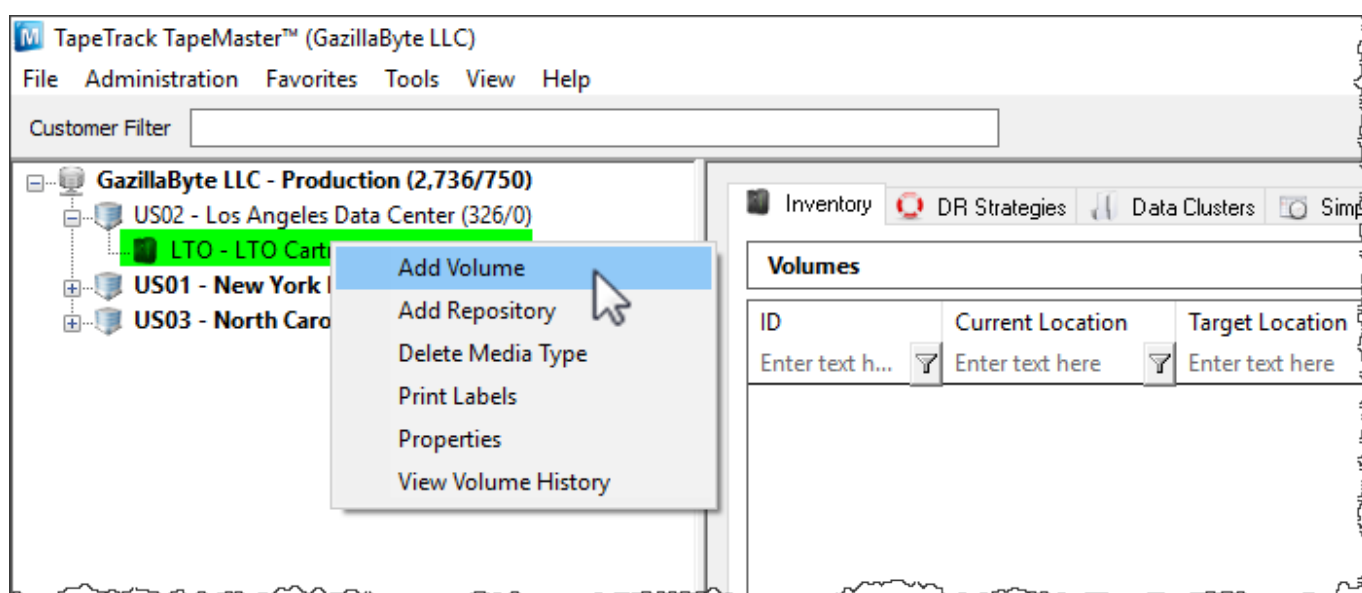 TapeTrack TapeMaster™ (GazillaByte LLC)
File Administration Favorites Tools View Help
Customer Filter
GazillaByte LLC - Production (2,736/750)
US02 - Los Angeles Data Center (326/0)
LTO - LTO
US01 - New York
US03 - North
Add Volume
Add Repository
Delete Media Type
Print Labels
Properties
View Volume History
Inventory DR Strategies Data Clusters
Volumes
ID Current Location Target Location
Enter text h... Enter text here Enter text here